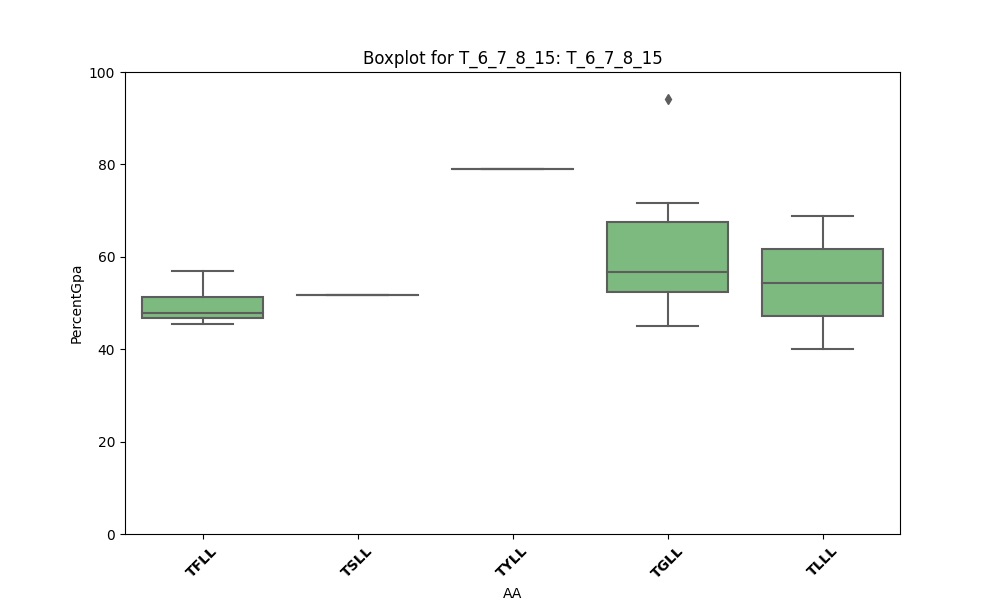 Boxplot for T_6_7_8_15: T_6_7_8_15
100
80
60
40
20
0
PercentGpa
TFLL
TSLL
TYLL
TGLL
TLLL
AA